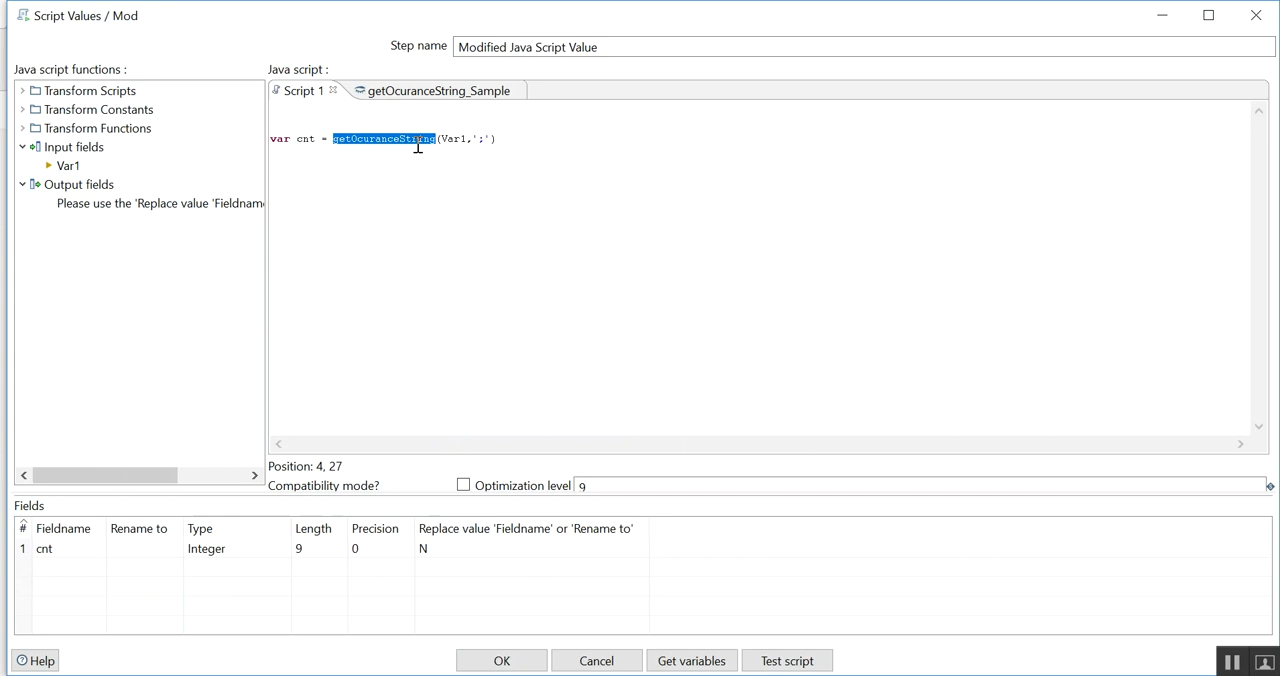 Script Values / Mod
Step name Modified Java Script Value
Java script functions :
Java script :
Transform Scripts
Transform Constants
Transform Functions
Input fields
Var1
Output fields
Please use the 'Replace value 'Fieldnam
Script 1 getOcuranceString_Sample
var cnt = getOcuranceString(Var1,';')
Position: 4, 27
Compatibility mode? Optimization level 9
Fields
# Fieldname Rename to Type Length Precision Replace value 'Fieldname' or 'Rename to'
1 cnt Integer 9 0 N
Help OK Cancel Get variables Test script